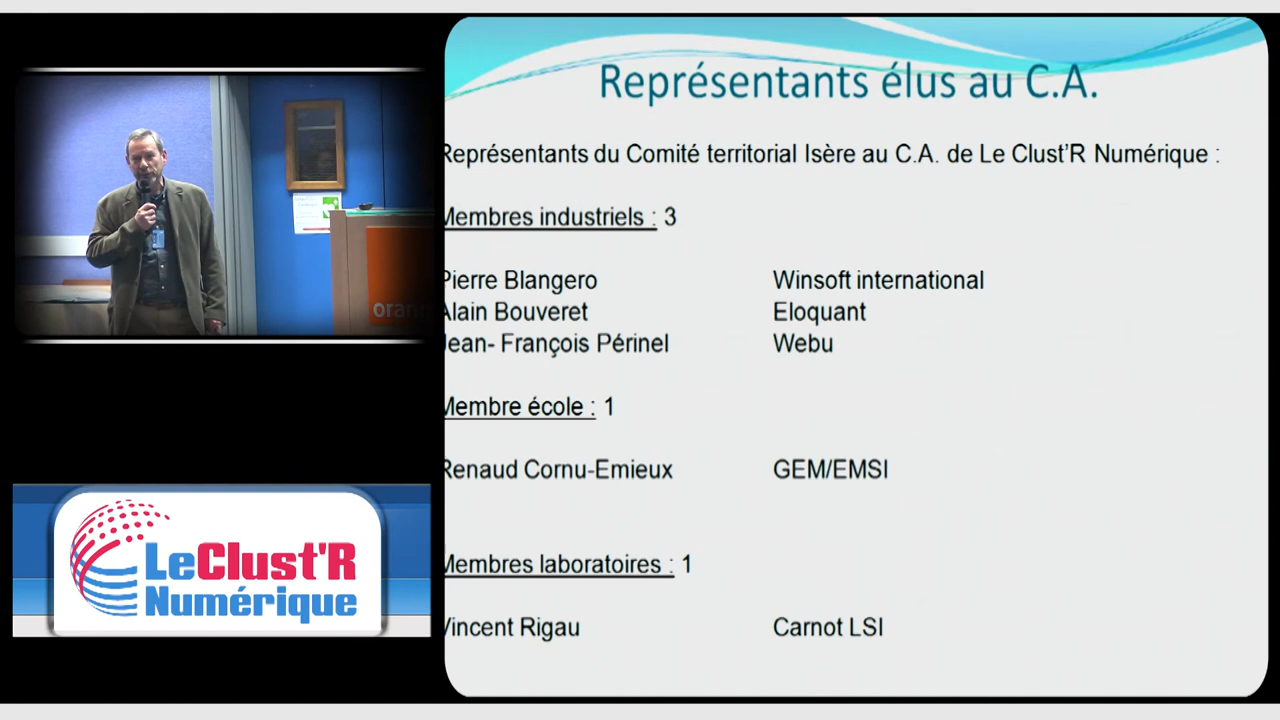 Représentants élus au C.A.
Représentants du Comité territorial Isère au C.A. de Le Clust'R Numérique :
Membres industriels : 3
Pierre Blangero Winsoft international
Alain Bouveret Eloquant
Jean- François Périnel Webu
Membre école : 1
Renaud Cornu-Emieux GEM/EMSI
Membres laboratoires : 1
Vincent Rigau Carnot LSI
LeClust'R
Numérique